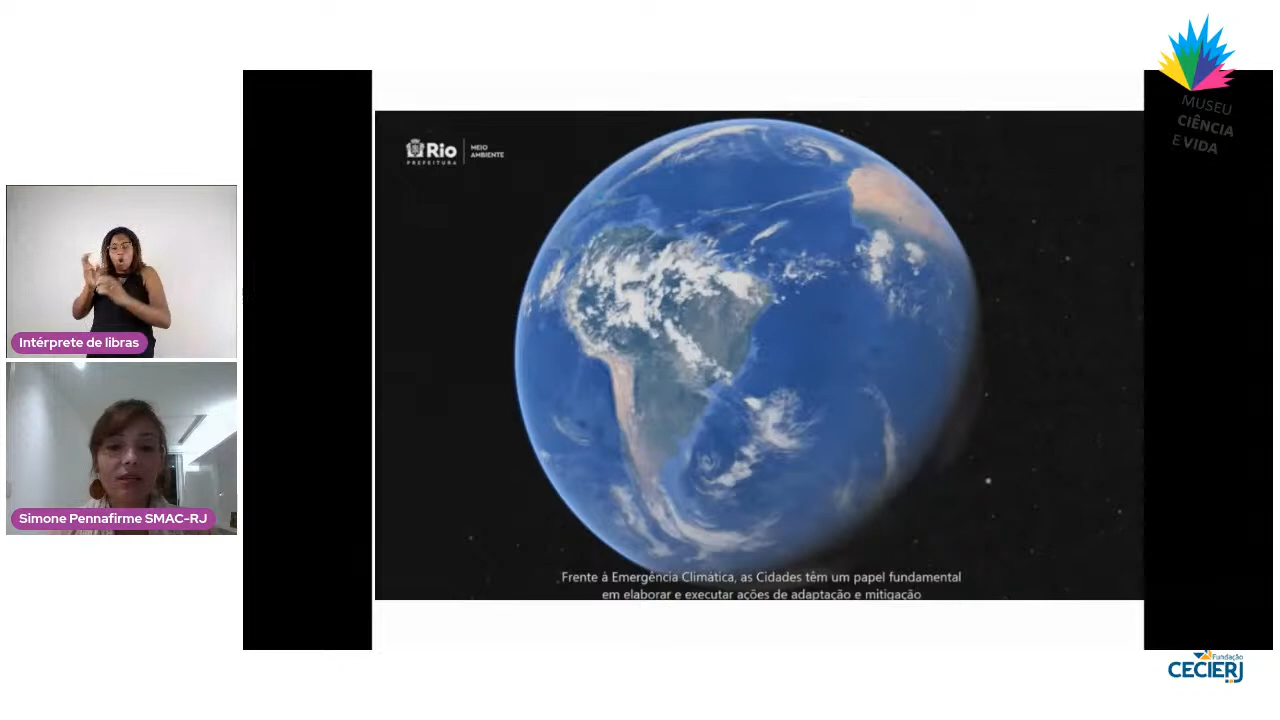 MUSEU
CIÊNCIA
E VIDA
Rio
PREFEITURA
MEIO
AMBIENTE
Intérprete de libras
Simone Pennafirme SMAC-RJ
Frente à Emergência Climática, as Cidades têm um papel fundamental
em elaborar e executar ações de adaptação e mitigação
Fundação
CECIERJ